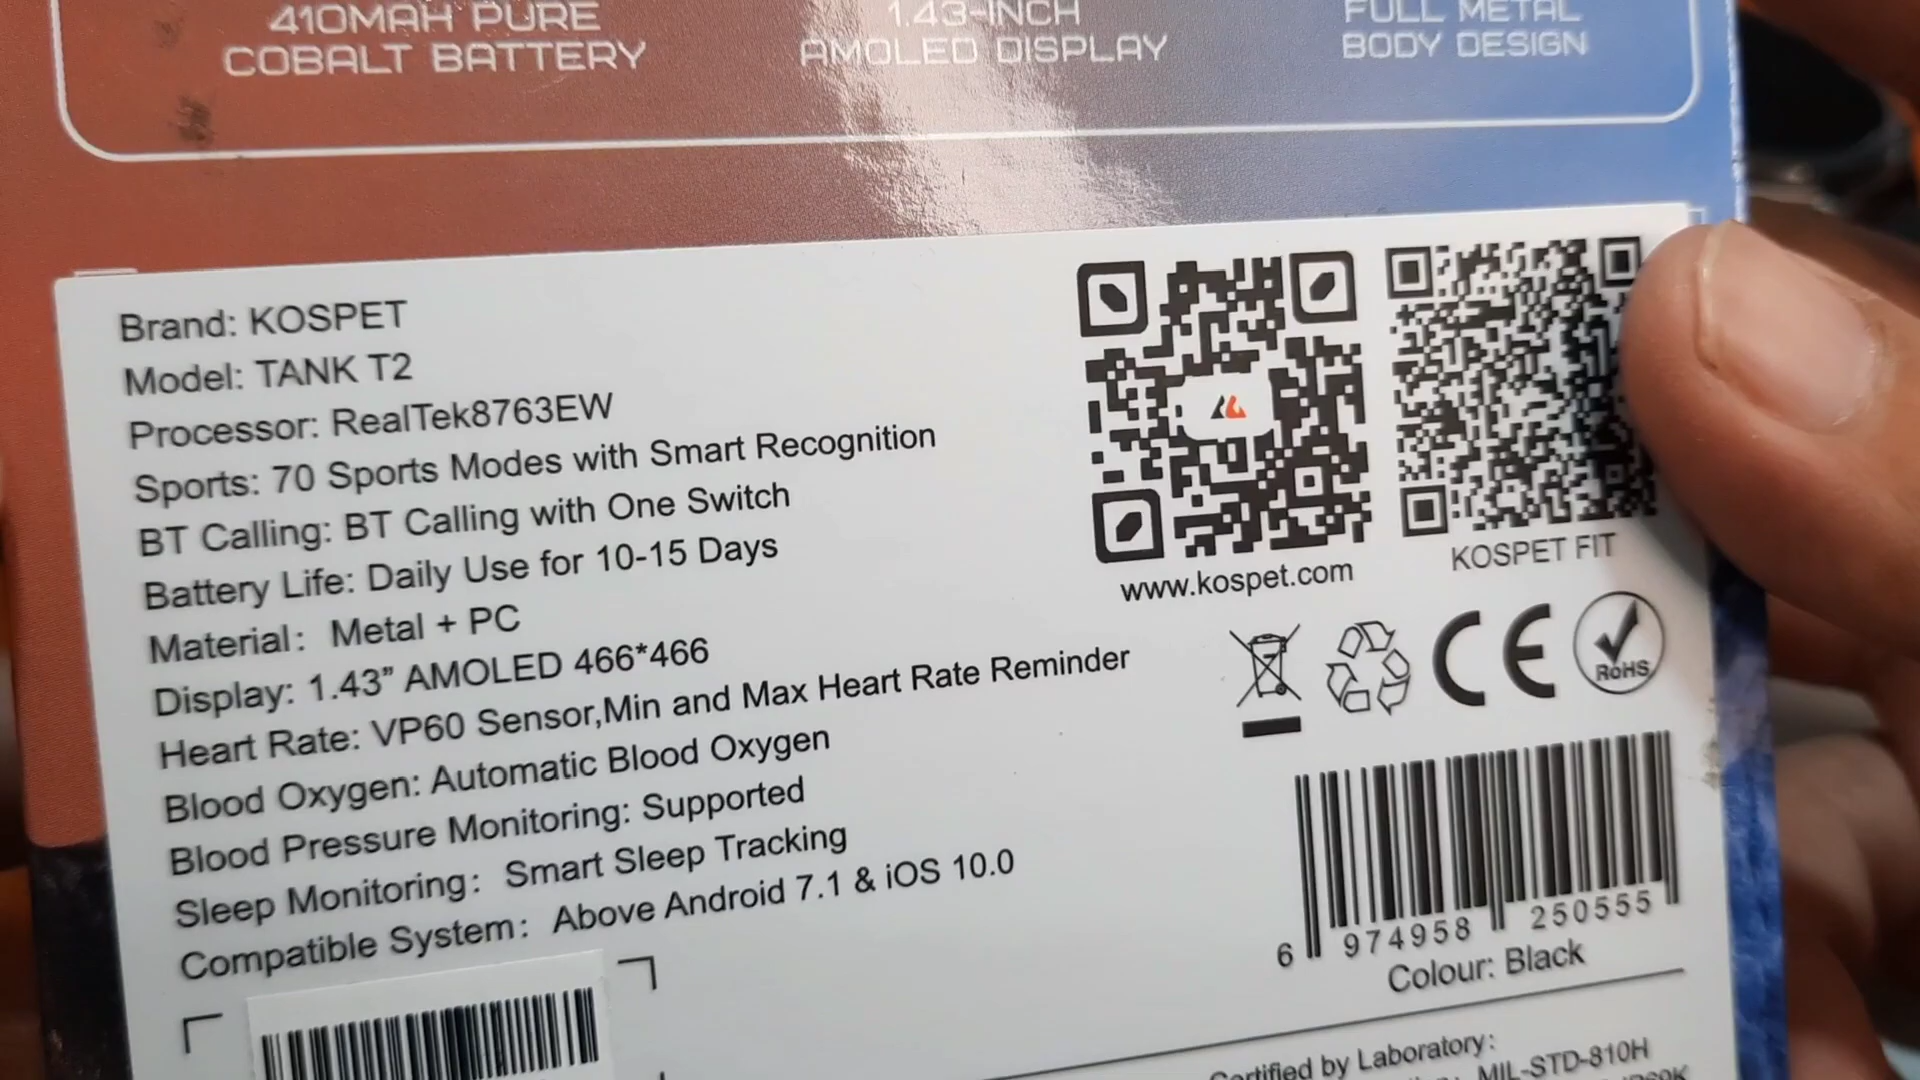 410MAH PURE
COBALT BATTERY
1.43-INCH
AMOLED DISPLAY
FULL METAL
BODY DESIGN
Brand: KOSPET
Model: TANK T2
Processor: RealTek8763EW
Sports: 70 Sports Modes with Smart Recognition
BT Calling: BT Calling with One Switch
Battery Life: Daily Use for 10-15 Days
Material: Metal + PC
Display: 1.43” AMOLED 466*466
Heart Rate: VP60 Sensor,Min and Max Heart Rate Reminder
Blood Oxygen: Automatic Blood Oxygen
Blood Pressure Monitoring: Supported
Sleep Monitoring: Smart Sleep Tracking
Compatible System: Above Android 7.1 & iOS 10.0
www.kospet.com
KOSPET FIT
CE
RoHS
6 974958 250555
Colour: Black
Certified by Laboratory:
MIL-STD-810H